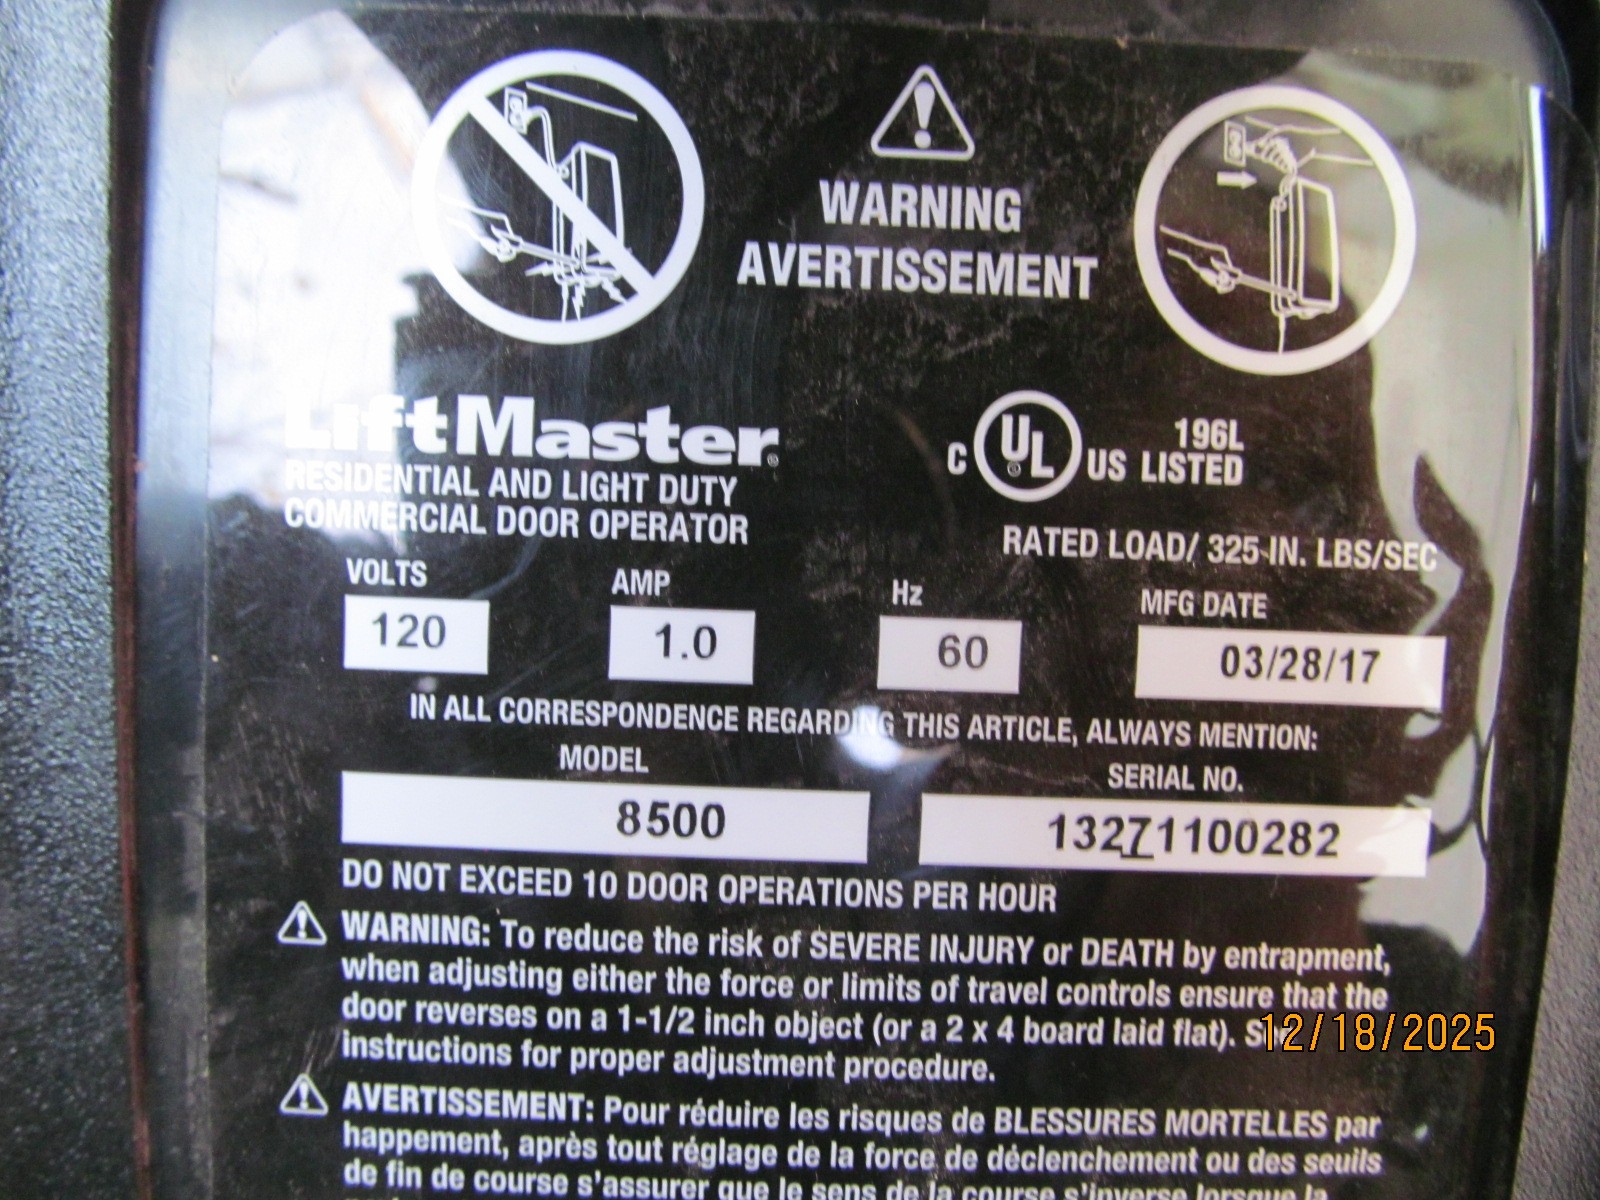 WARNING
AVERTISSEMENT
LiftMaster®
RESIDENTIAL AND LIGHT DUTY
COMMERCIAL DOOR OPERATOR
C UL® US 196L
LISTED
RATED LOAD/ 325-IN. LBS/SEC
VOLTS AMP Hz MFG DATE
120 1.0 60 03/28/17
IN ALL CORRESPONDENCE REGARDING THIS ARTICLE, ALWAYS MENTION:
MODEL SERIAL NO.
8500 13271100282
DO NOT EXCEED 10 DOOR OPERATIONS PER HOUR
WARNING: To reduce the risk of SEVERE INJURY or DEATH by entrapment,
when adjusting either the force or limits of travel controls ensure that the
door reverses on a 1-1/2 inch object (or a 2 x 4 board laid flat).
instructions for proper adjustment procedure.
12/18/2025
AVERTISSEMENT: Pour réduire les risques de BLESSURES MORTELLES par
happement, après tout réglage de la force de déclenchement ou des seuils
de fin de course s'assurer que le sens de la course s'inverse lorsque la